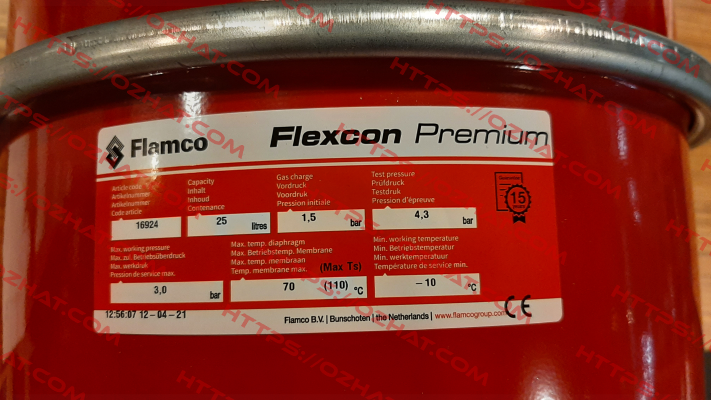 Flamco
Flexcon Premium
Article code
Artikelnummer
Artikelnummer
Code article
16924
Capacity
Inhalt
Inhoud
Contenance
25 litres
Gas charge
Vordruck
Voordruk
Pression initiale
1,5 bar
Test pressure
Prüfdruck
Testdruk
Pression d'épreuve
4,3 bar
15
Max. working pressure
Max. zul. Betriebsüberdruck
Max. werkdruk
Pression de service max.
3,0 bar
Max. temp. diaphragm
Max. Betriebstemp. Membrane
Max. temp. membraan
Temp. membrane max.
(Max Ts)
70 (110) °C
Min. working temperature
Min. Betriebstemperatur
Min. werktemperatuur
Température de service min.
-10 °C
12:56:07 12-04-21
Flamco B.V. | Bunschoten | the Netherlands | www.flamcogroup.com
CE
HTTPS://OZHAT.COM